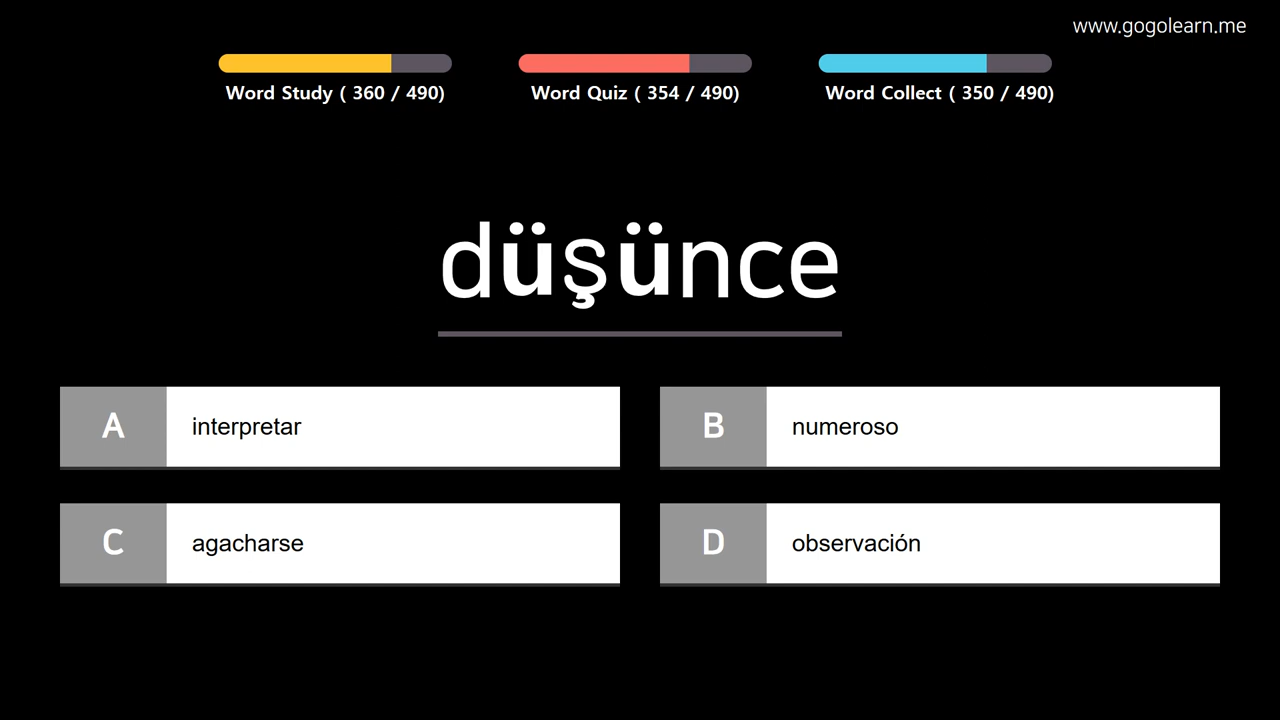 www.gogolearn.me
Word Study ( 360 / 490)
Word Quiz ( 354 / 490)
Word Collect ( 350 / 490)
düşünce
A interpretar
B numeroso
C agacharse
D observación